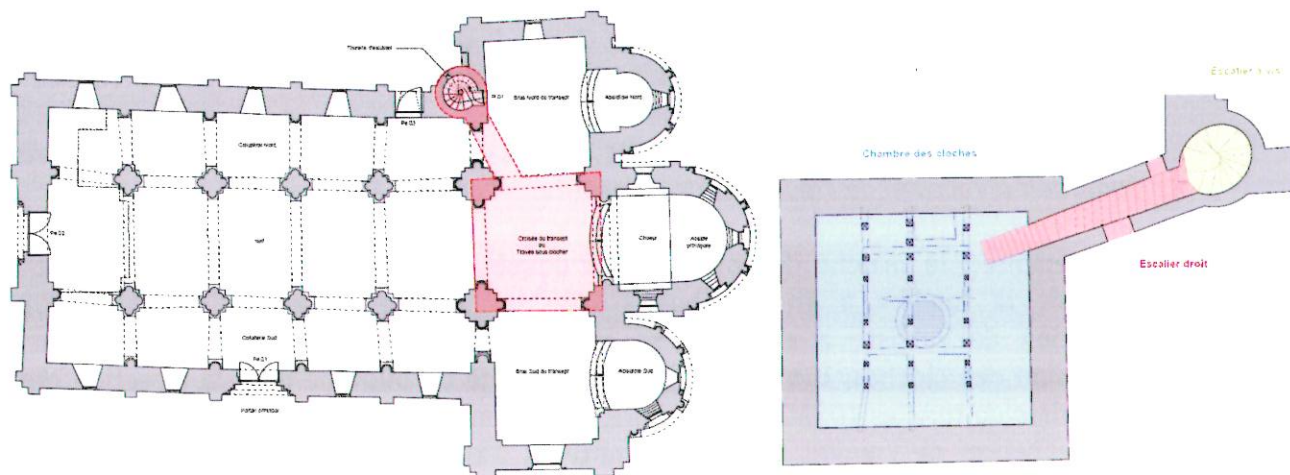 Tourelle d'escalier
Pe 01
Bras Nord du transept
Absidiole Nord
Pe 03
Collatéral Nord
Pe 02
Nef
Croisée du transept
ou
Travée sous clocher
Chœur
Abside
principale
Collatéral Sud
Pe 01
Portail principal
Bras Sud du transept
Absidiole Sud
Chambre des cloches
Escalier à vis
Escalier droit